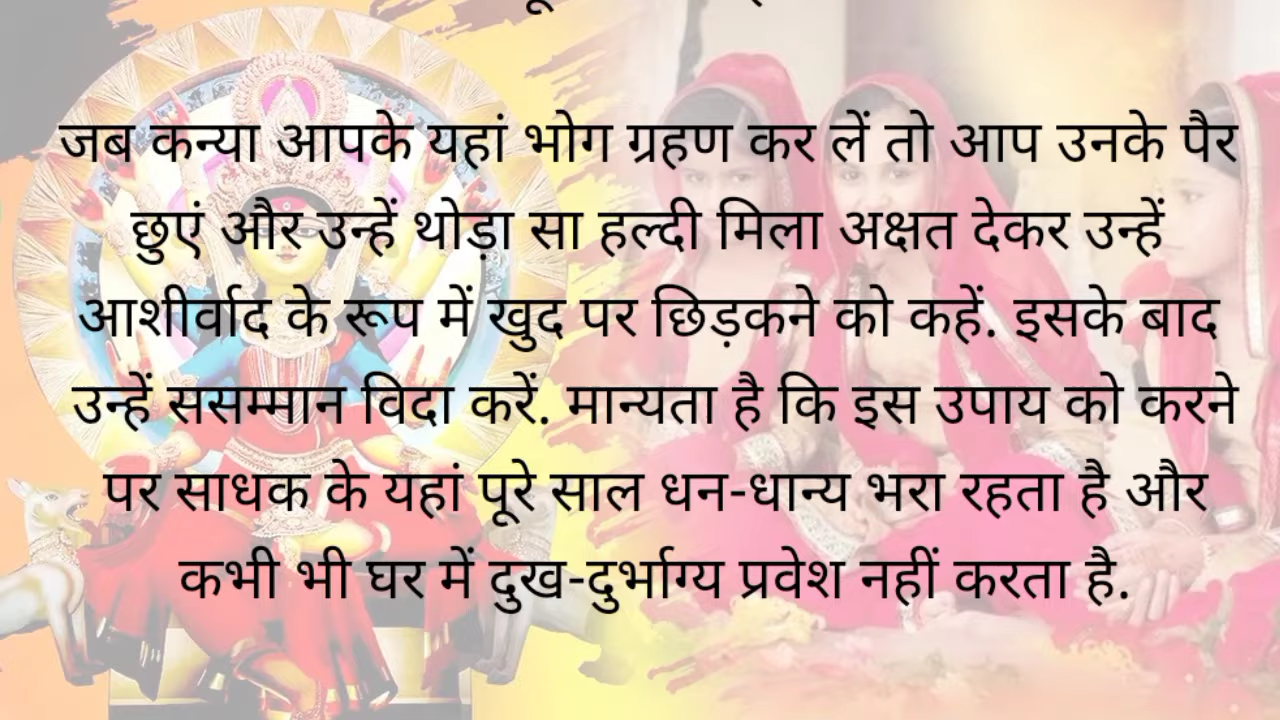 जब कन्या आपके यहां भोग ग्रहण कर लें तो आप उनके पैर
छुएं और उन्हें थोड़ा सा हल्दी मिला अक्षत देकर उन्हें
आशीर्वाद के रूप में खुद पर छिड़कने को कहें. इसके बाद
उन्हें ससम्मान विदा करें. मान्यता है कि इस उपाय को करने
पर साधक के यहां पूरे साल धन-धान्य भरा रहता है और
कभी भी घर में दुख-दुर्भाग्य प्रवेश नहीं करता है.